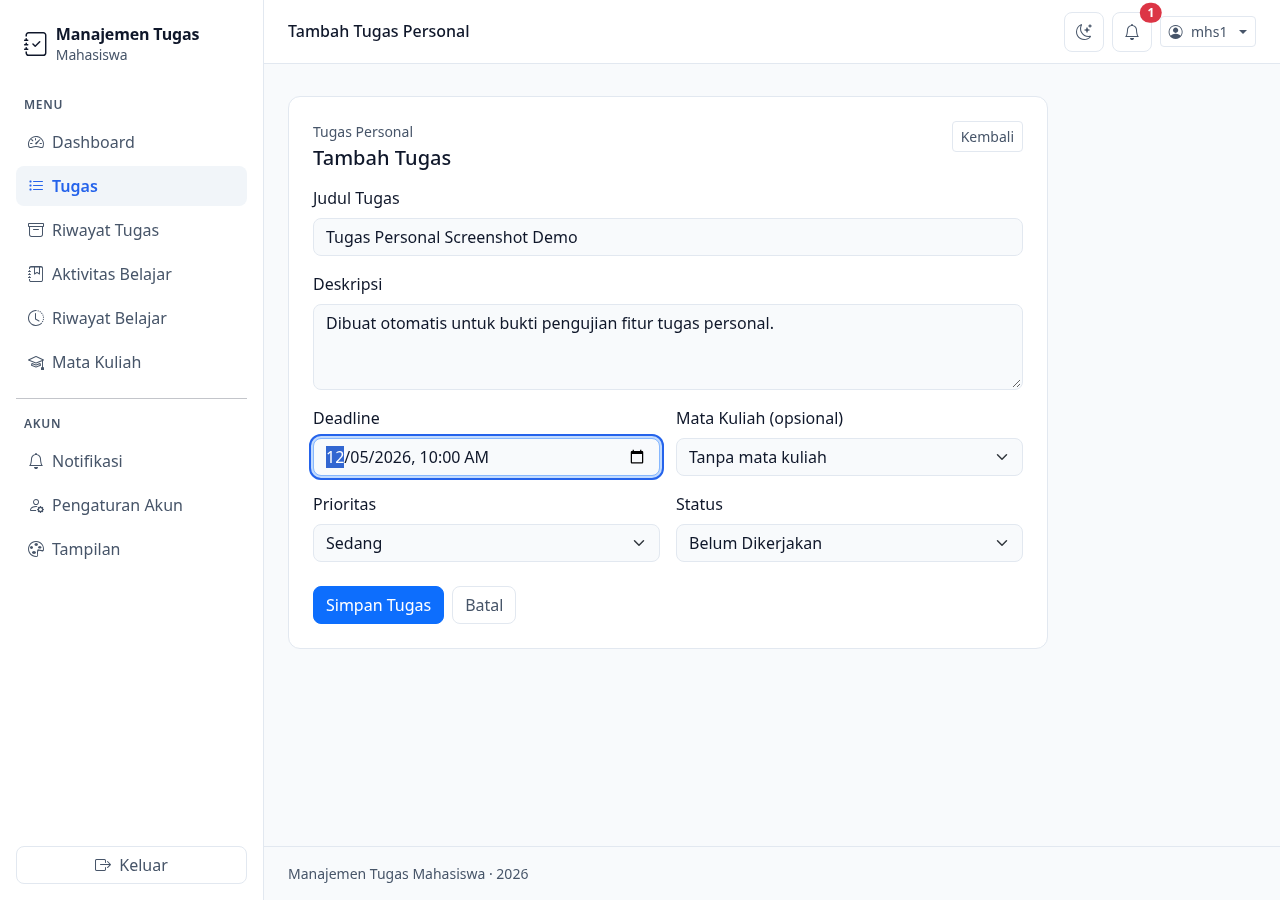 Manajemen Tugas
Mahasiswa
MENU
Dashboard
Tugas
Riwayat Tugas
Aktivitas Belajar
Riwayat Belajar
Mata Kuliah
AKUN
Notifikasi
Pengaturan Akun
Tampilan
Keluar
Tambah Tugas Personal
1
mhs1
Tugas Personal
Tambah Tugas
Kembali
Judul Tugas
Tugas Personal Screenshot Demo
Deskripsi
Dibuat otomatis untuk bukti pengujian fitur tugas personal.
Deadline
12/05/2026, 10:00 AM
Mata Kuliah (opsional)
Tanpa mata kuliah
Prioritas
Sedang
Status
Belum Dikerjakan
Simpan Tugas
Batal
Manajemen Tugas Mahasiswa · 2026